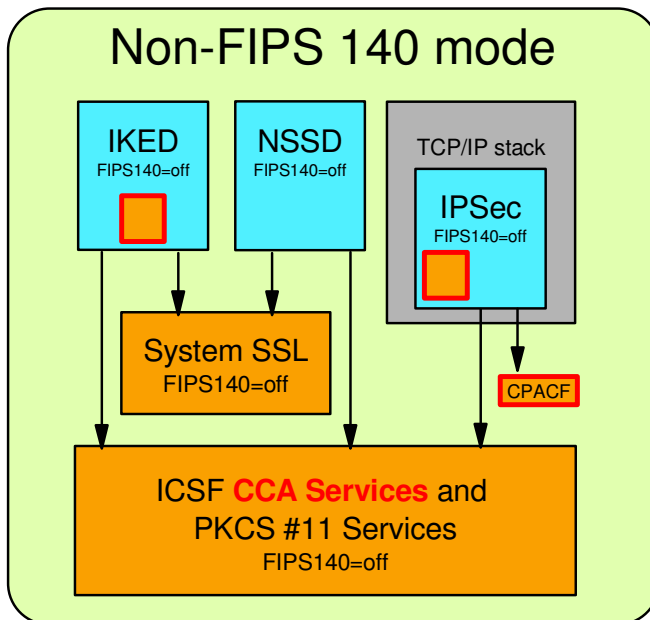 Non-FIPS 140 mode
IKED
FIPS140=off
NSSD
FIPS140=off
TCP/IP stack
IPSec
FIPS140=off
System SSL
FIPS140=off
CPACF
ICSF CCA Services and
PKCS #11 Services
FIPS140=off